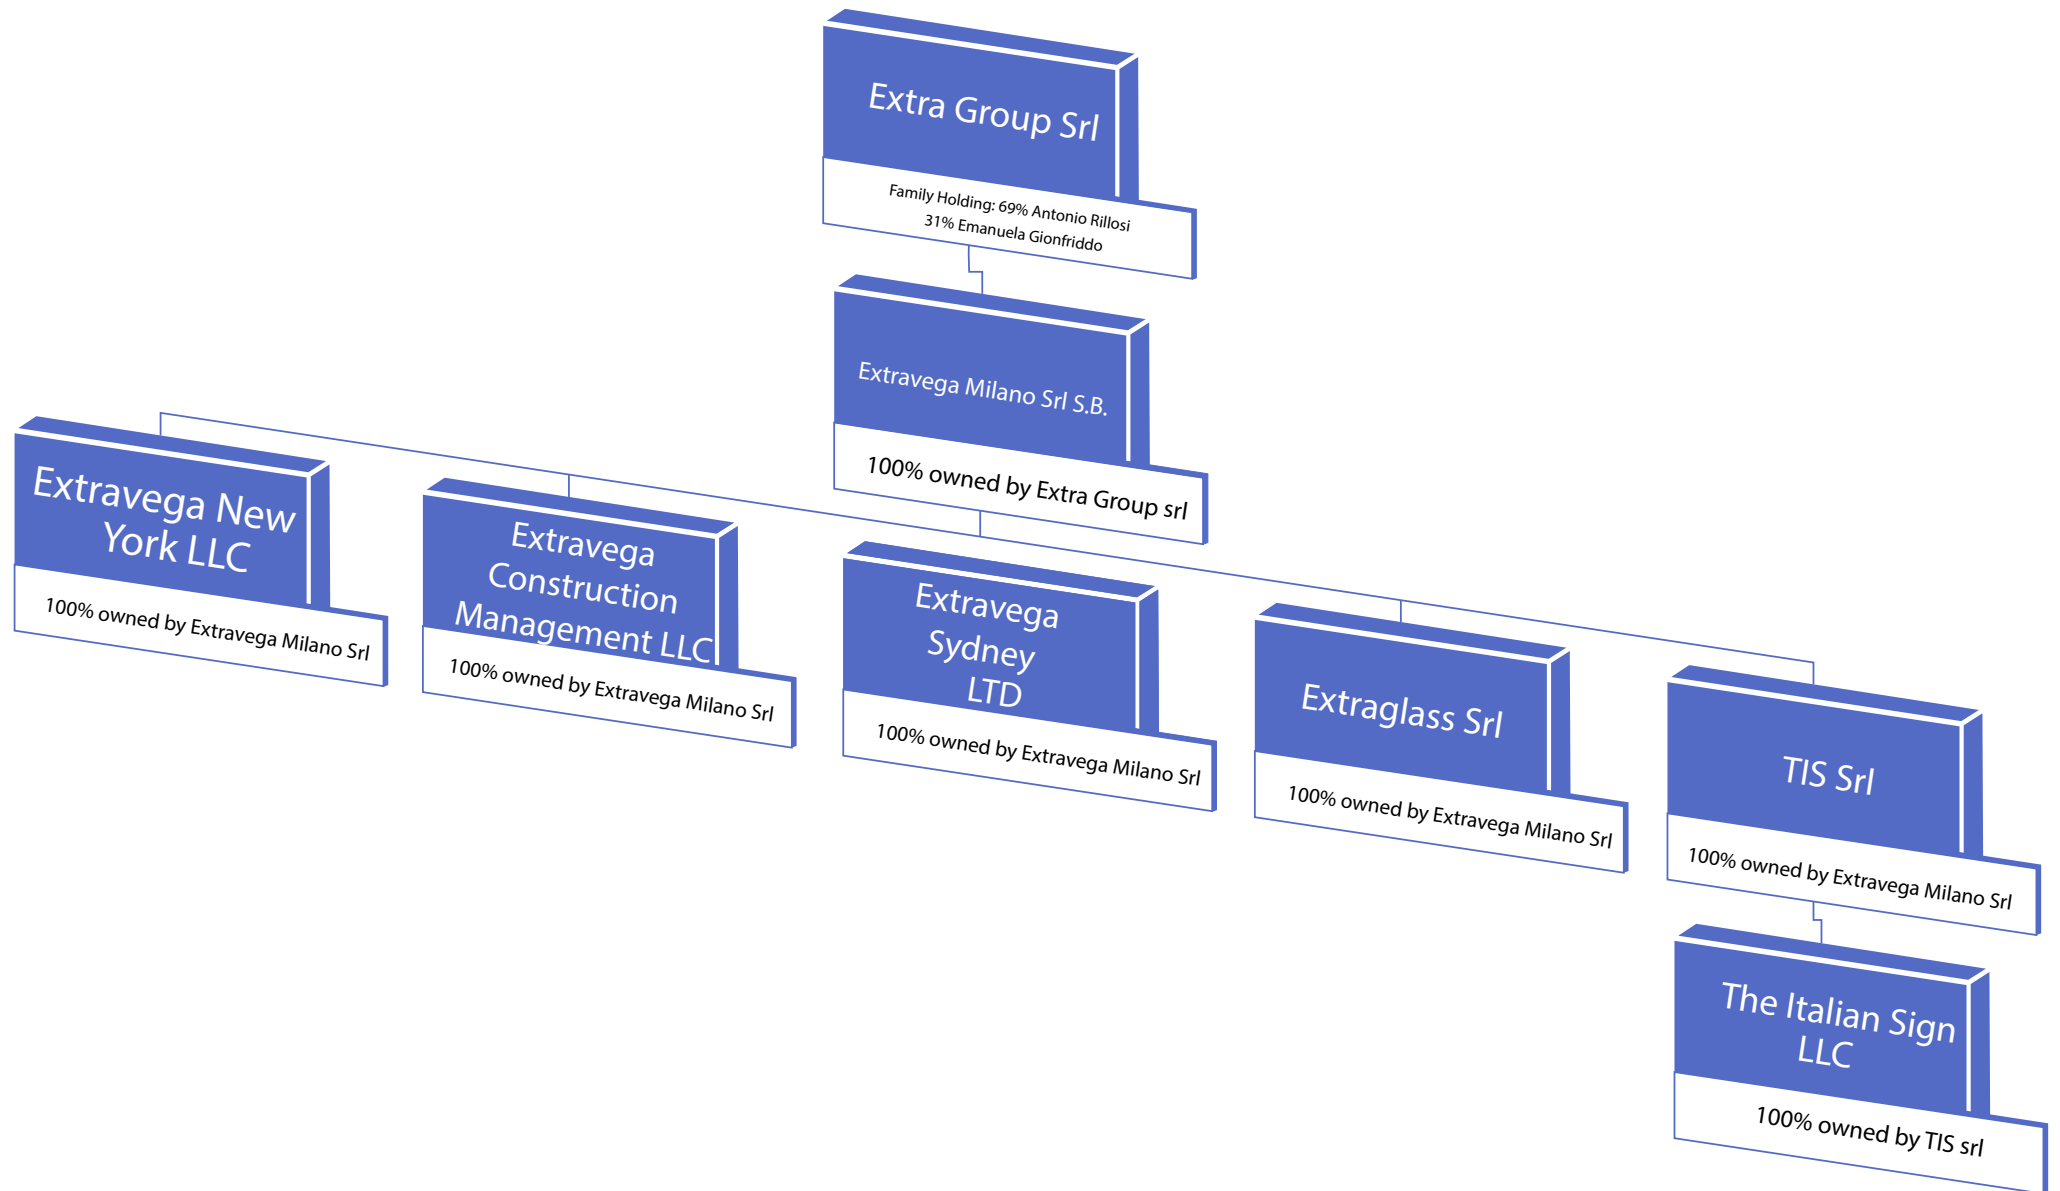 Extra Group Srl
Family Holding: 69% Antonio Rillosi
31% Emanuela Gionfriddo
Extravega Milano Srl S.B.
100% owned by Extra Group srl
Extravega New
York LLC
100% owned by Extravega Milano Srl
Extravega
Construction
Management LLC
100% owned by Extravega Milano Srl
Extravega
Sydney
LTD
100% owned by Extravega Milano Srl
Extraglass Srl
100% owned by Extravega Milano Srl
TIS Srl
100% owned by Extravega Milano Srl
The Italian Sign
LLC
100% owned by TIS srl